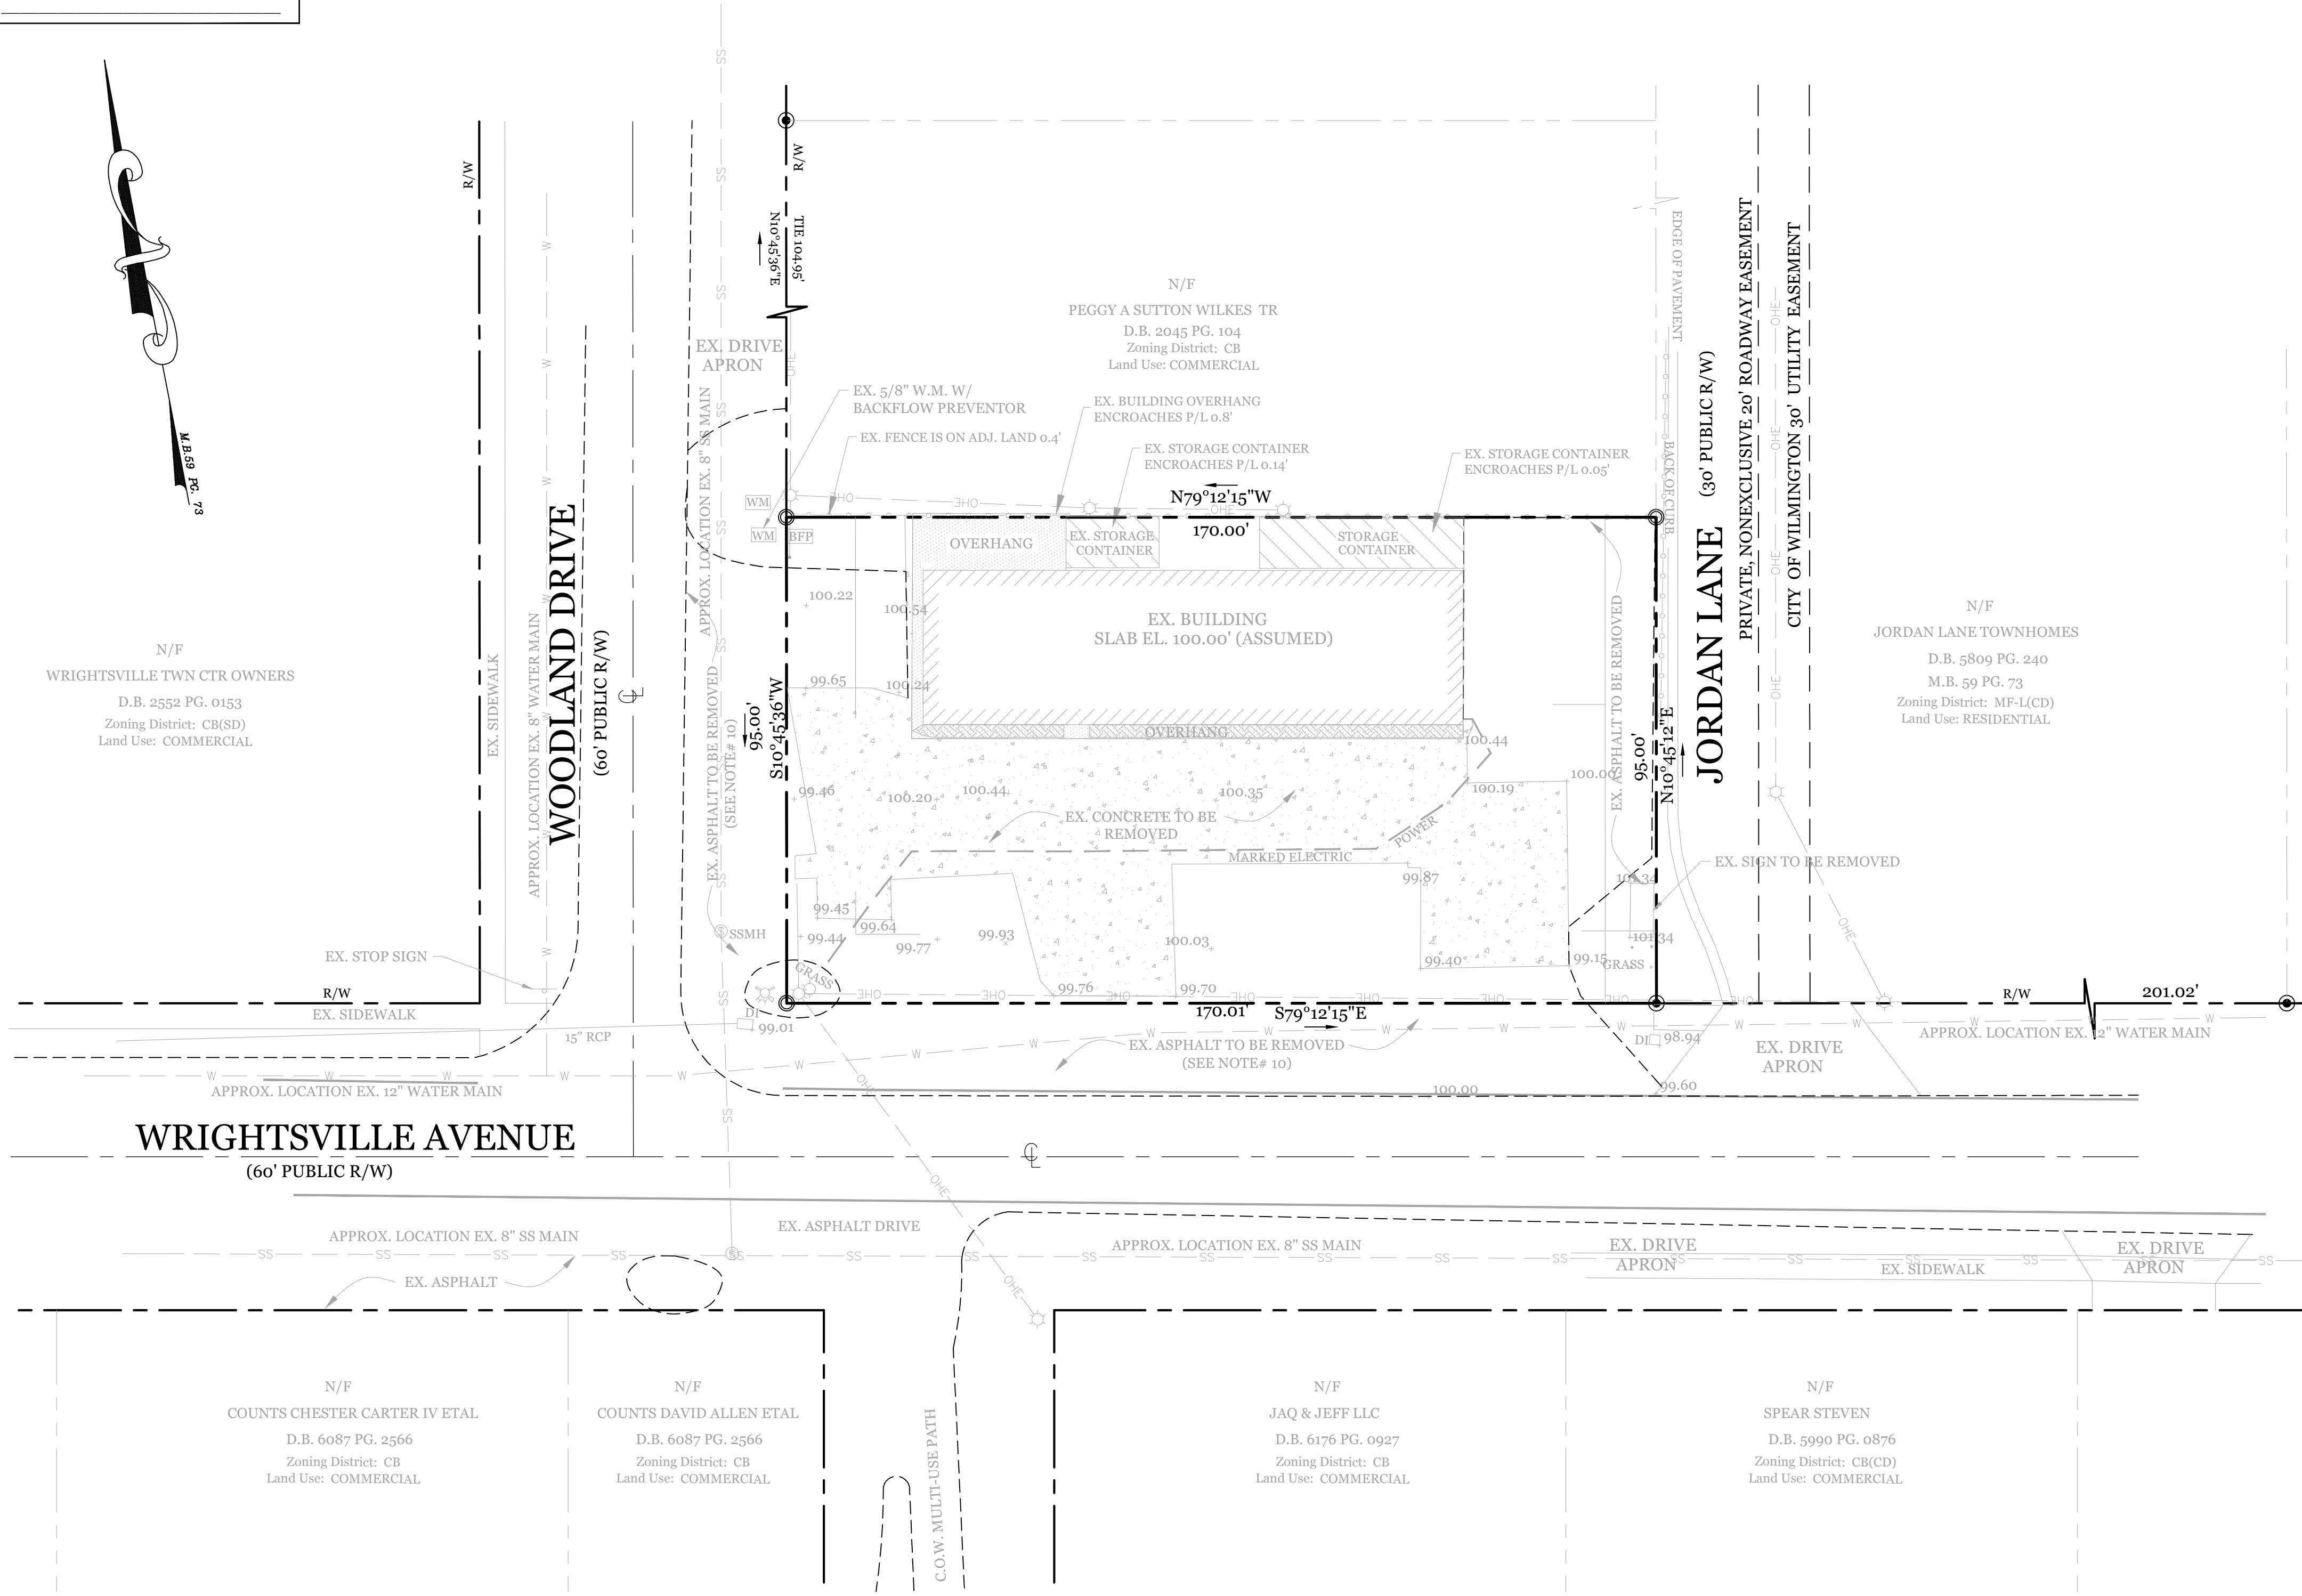 M.B.59 PG. 73
R/W
R/W
TIE 104.95'
N10°45'36"E
EX. DRIVE
APRON
N/F
PEGGY A SUTTON WILKES TR
D.B. 2045 PG. 104
Zoning District: CB
Land Use: COMMERCIAL
EX. 5/8" W.M. W/
BACKFLOW PREVENTOR
EX. BUILDING OVERHANG
ENCROACHES P/L 0.8'
EX. FENCE IS ON ADJ. LAND 0.4'
EX. STORAGE CONTAINER
ENCROACHES P/L 0.14'
EX. STORAGE CONTAINER
ENCROACHES P/L 0.05'
N79°12'15"W
170.00'
WM
WM
BFP
OVERHANG
EX. STORAGE
CONTAINER
STORAGE
CONTAINER
EX. BUILDING
SLAB EL. 100.00' (ASSUMED)
OVERHANG
100.22
100.54
99.65
100.24
99.46
100.20
100.44
100.35
100.44
100.19
100.00
EX. CONCRETE TO BE
REMOVED
MARKED ELECTRIC
POWER
99.87
99.45
99.64
99.44
99.77
99.93
100.03
99.40
99.15
101.34
101.34
GRASS
GRASS
99.76
99.70
EX. SIGN TO BE REMOVED
EX. ASPHALT TO BE REMOVED
95.00'
N10°45'12"E
95.00'
S10°45'36"W
EX. ASPHALT TO BE REMOVED
(SEE NOTE# 10)
APPROX. LOCATION EX. 8" SS MAIN
WOODLAND DRIVE
(60' PUBLIC R/W)
APPROX. LOCATION EX. 8" WATER MAIN
EX. SIDEWALK
N/F
WRIGHTSVILLE TWN CTR OWNERS
D.B. 2552 PG. 0153
Zoning District: CB(SD)
Land Use: COMMERCIAL
EDGE OF PAVEMENT
BACK OF CURB
JORDAN LANE
(30' PUBLIC R/W)
PRIVATE, NONEXCLUSIVE 20' ROADWAY EASEMENT
CITY OF WILMINGTON 30' UTILITY EASEMENT
N/F
JORDAN LANE TOWNHOMES
D.B. 5809 PG. 240
M.B. 59 PG. 73
Zoning District: MF-L(CD)
Land Use: RESIDENTIAL
EX. STOP SIGN
R/W
EX. SIDEWALK
15" RCP
SSMH
DI
99.01
170.01'
S79°12'15"E
R/W
201.02'
EX. ASPHALT TO BE REMOVED
(SEE NOTE# 10)
DI
98.94
99.60
100.00
EX. DRIVE
APRON
APPROX. LOCATION EX. 12" WATER MAIN
APPROX. LOCATION EX. 12" WATER MAIN
WRIGHTSVILLE AVENUE
(60' PUBLIC R/W)
APPROX. LOCATION EX. 8" SS MAIN
EX. ASPHALT DRIVE
APPROX. LOCATION EX. 8" SS MAIN
EX. DRIVE
APRON
EX. SIDEWALK
EX. DRIVE
APRON
EX. ASPHALT
C.O.W. MULTI-USE PATH
N/F
COUNTS CHESTER CARTER IV ETAL
D.B. 6087 PG. 2566
Zoning District: CB
Land Use: COMMERCIAL
N/F
COUNTS DAVID ALLEN ETAL
D.B. 6087 PG. 2566
Zoning District: CB
Land Use: COMMERCIAL
N/F
JAQ & JEFF LLC
D.B. 6176 PG. 0927
Zoning District: CB
Land Use: COMMERCIAL
N/F
SPEAR STEVEN
D.B. 5990 PG. 0876
Zoning District: CB(CD)
Land Use: COMMERCIAL